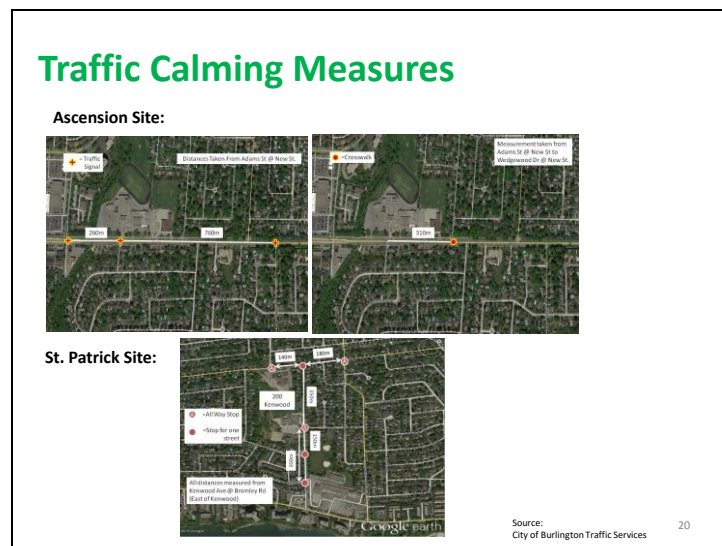 Traffic Calming Measures
Ascension Site:
= Traffic
Signal
Distances Taken From Adams St @ New St.
260m
760m
=Crosswalk
Measurement taken from
Adams St @ New St to
Wedgewood Dr @ New St.
310m
St. Patrick Site:
140m
180m
200
Kenwood
350m
150m
300m
=All Way Stop
=Stop for one
street
All distances measured from
Kenwood Ave @ Bromley Rd
(East of Kenwood)
Google earth
Source:
City of Burlington Traffic Services
20